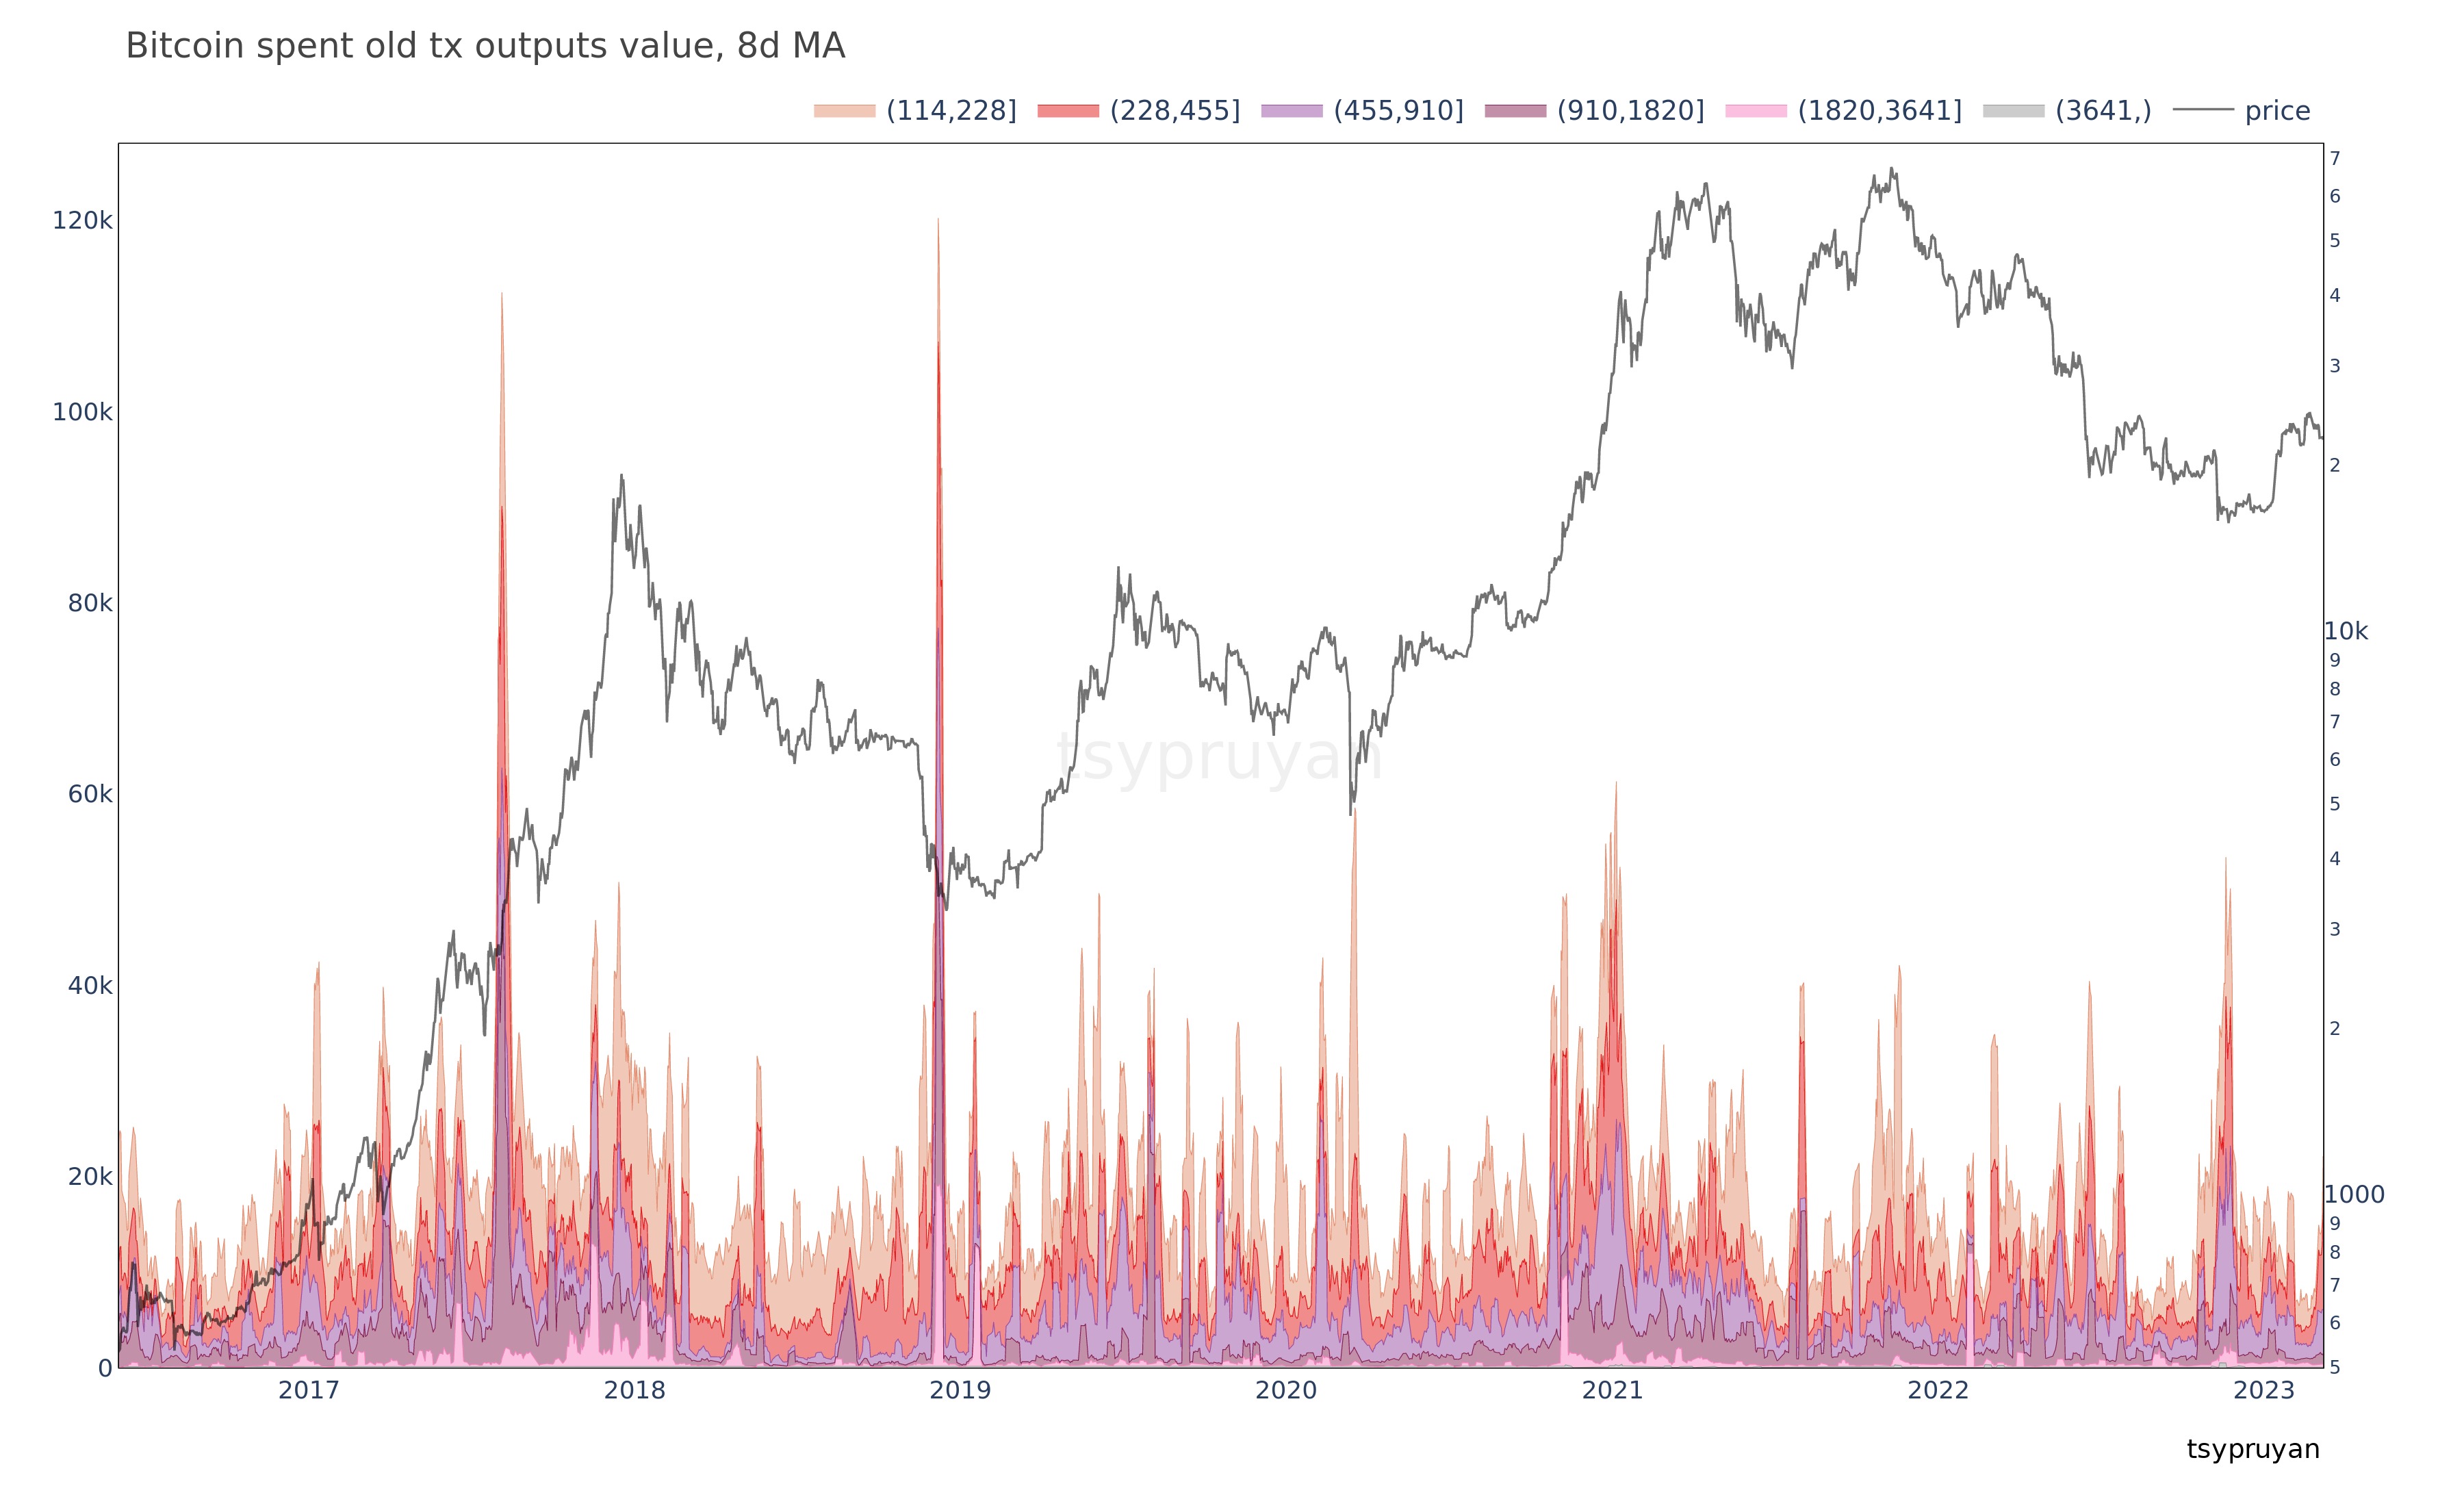 Bitcoin spent old tx outputs value, 8d MA
(114,228] (228,455] (455,910] (910,1820] (1820,3641] (3641,) price
7
120k
6
5
4
100k
3
2
80k
10k
9
8
7
tsypruyan
6
60k
5
4
3
40k
2
20k
1000
9
8
7
6
0
5
2017 2018 2019 2020 2021 2022 2023
tsypruyan